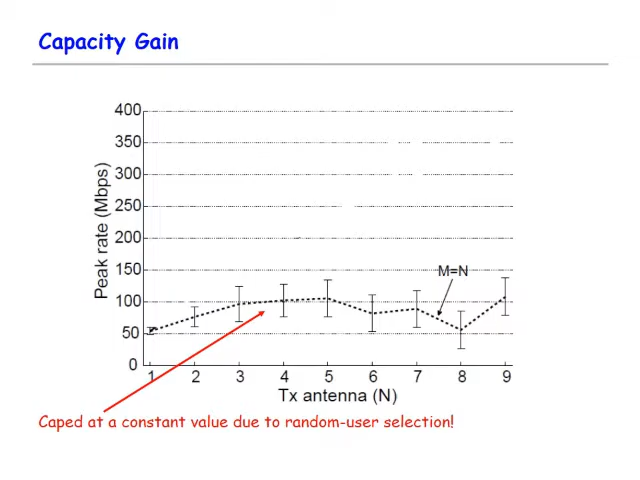 Capacity Gain
400
350
300
250
200
150
100
50
0
Peak rate (Mbps)
M=N
1 2 3 4 5 6 7 8 9
Tx antenna (N)
Caped at a constant value due to random-user selection!